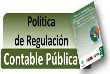 Política
de Regulación
Contable Pública